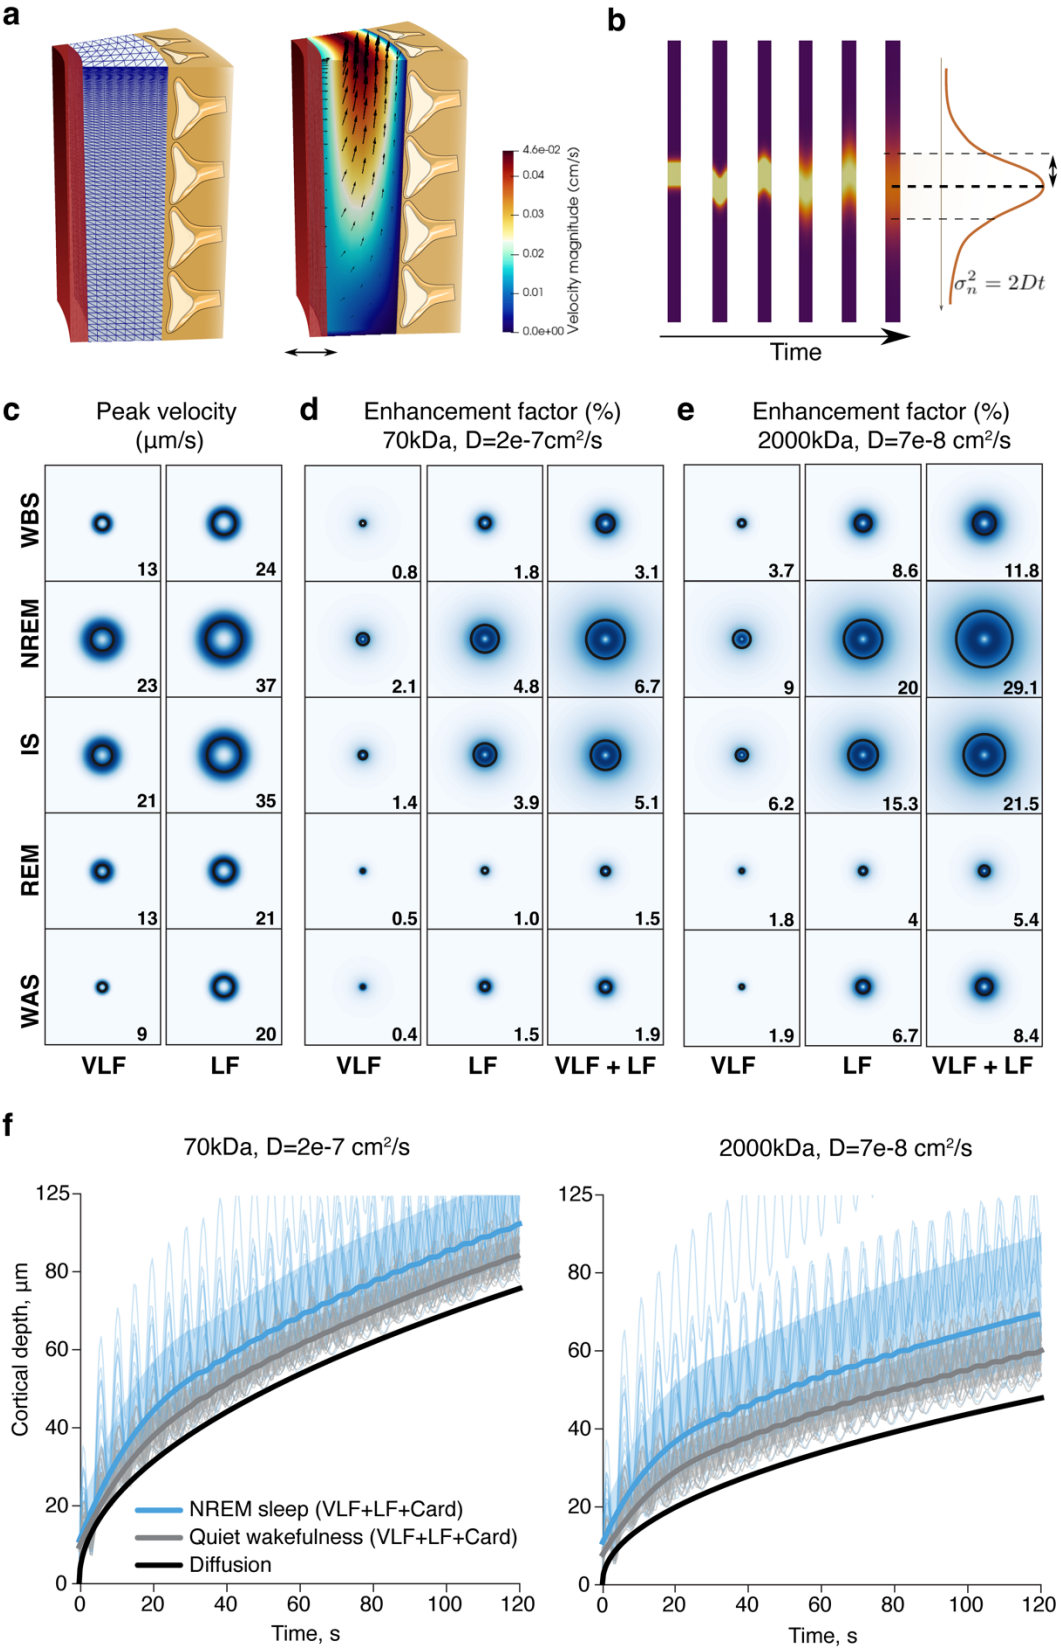 a
4.6e-02
0.04
0.03
0.02
0.01
0.0e+00
Velocity magnitude (cm/s)
b
σn² = 2Dt
Time
c
Peak velocity
(µm/s)
d
Enhancement factor (%)
70kDa, D=2e-7cm²/s
e
Enhancement factor (%)
2000kDa, D=7e-8 cm²/s
WBS
13
24
0.8
1.8
3.1
3.7
8.6
11.8
NREM
23
37
2.1
4.8
6.7
9
20
29.1
IS
21
35
1.4
3.9
5.1
6.2
15.3
21.5
REM
13
21
0.5
1.0
1.5
1.8
4
5.4
WAS
9
20
0.4
1.5
1.9
1.9
6.7
8.4
VLF
LF
VLF
LF
VLF + LF
VLF
LF
VLF + LF
f
70kDa, D=2e-7 cm²/s
125
80
60
40
20
0
Cortical depth, µm
NREM sleep (VLF+LF+Card)
Quiet wakefulness (VLF+LF+Card)
Diffusion
0 20 40 60 80 100 120
Time, s
2000kDa, D=7e-8 cm²/s
125
80
60
40
20
0
0 20 40 60 80 100 120
Time, s